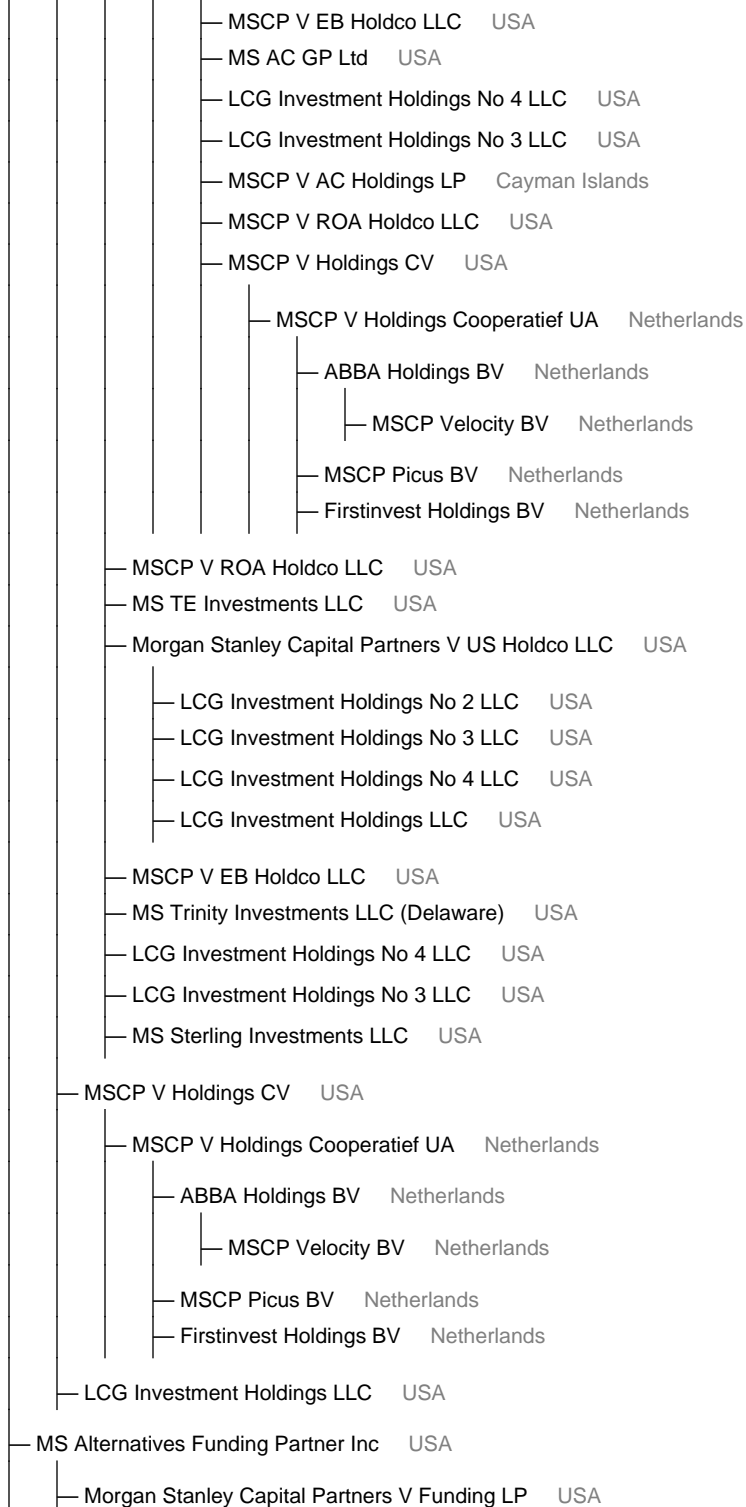 MSCP V EB Holdco LLC USA
MS AC GP Ltd USA
LCG Investment Holdings No 4 LLC USA
LCG Investment Holdings No 3 LLC USA
MSCP V AC Holdings LP Cayman Islands
MSCP V ROA Holdco LLC USA
MSCP V Holdings CV USA
MSCP V Holdings Cooperatief UA Netherlands
ABBA Holdings BV Netherlands
MSCP Velocity BV Netherlands
MSCP Picus BV Netherlands
Firstinvest Holdings BV Netherlands
MSCP V ROA Holdco LLC USA
MS TE Investments LLC USA
Morgan Stanley Capital Partners V US Holdco LLC USA
LCG Investment Holdings No 2 LLC USA
LCG Investment Holdings No 3 LLC USA
LCG Investment Holdings No 4 LLC USA
LCG Investment Holdings LLC USA
MSCP V EB Holdco LLC USA
MS Trinity Investments LLC (Delaware) USA
LCG Investment Holdings No 4 LLC USA
LCG Investment Holdings No 3 LLC USA
MS Sterling Investments LLC USA
MSCP V Holdings CV USA
MSCP V Holdings Cooperatief UA Netherlands
ABBA Holdings BV Netherlands
MSCP Velocity BV Netherlands
MSCP Picus BV Netherlands
Firstinvest Holdings BV Netherlands
LCG Investment Holdings LLC USA
MS Alternatives Funding Partner Inc USA
Morgan Stanley Capital Partners V Funding LP USA